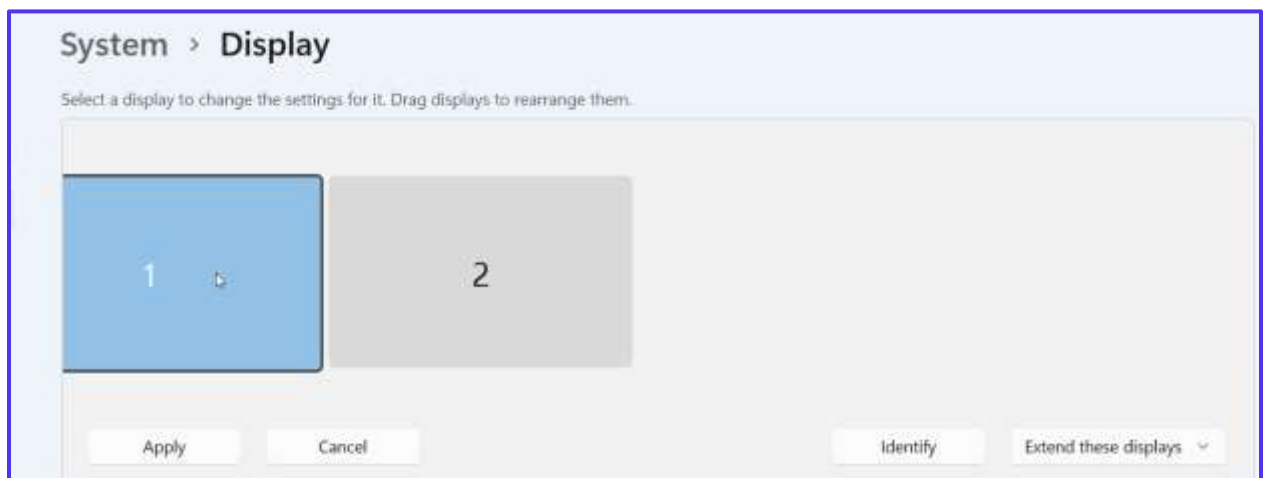 System > Display
Select a display to change the settings for it. Drag displays to rearrange them.
1 2
Apply Cancel Identify Extend these displays